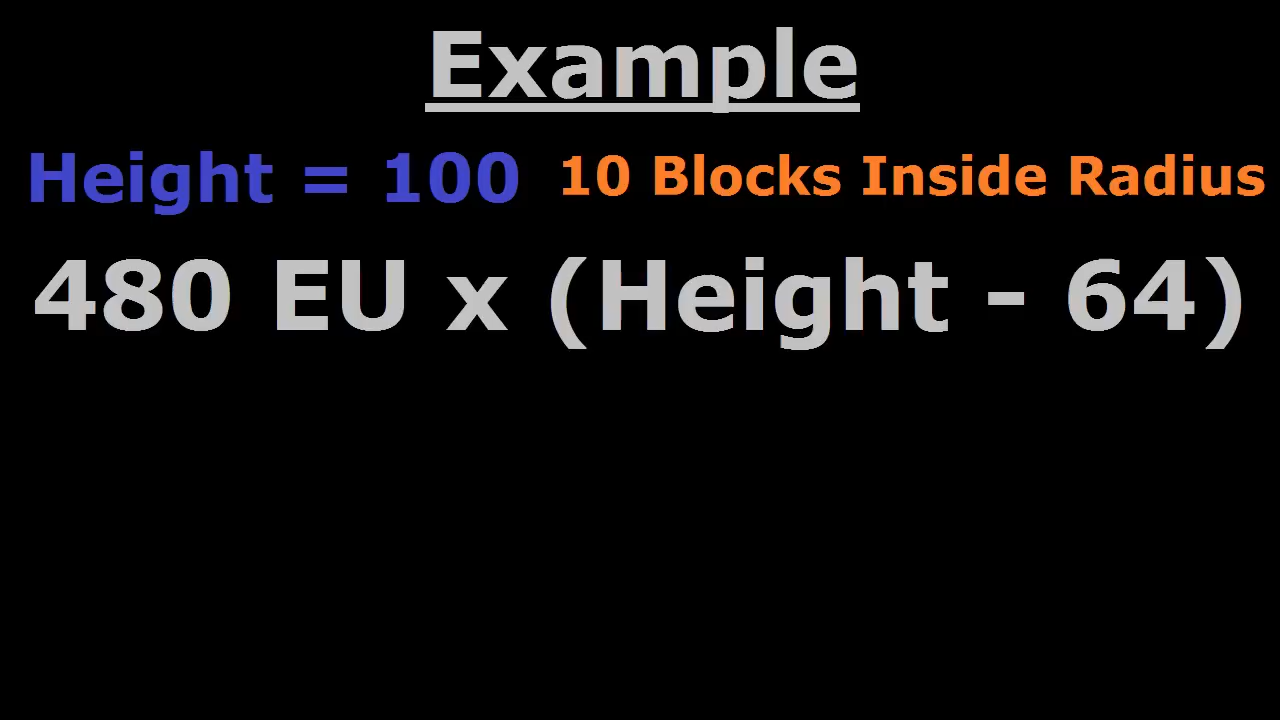 Example
Height = 100 10 Blocks Inside Radius
480 EU x (Height - 64)